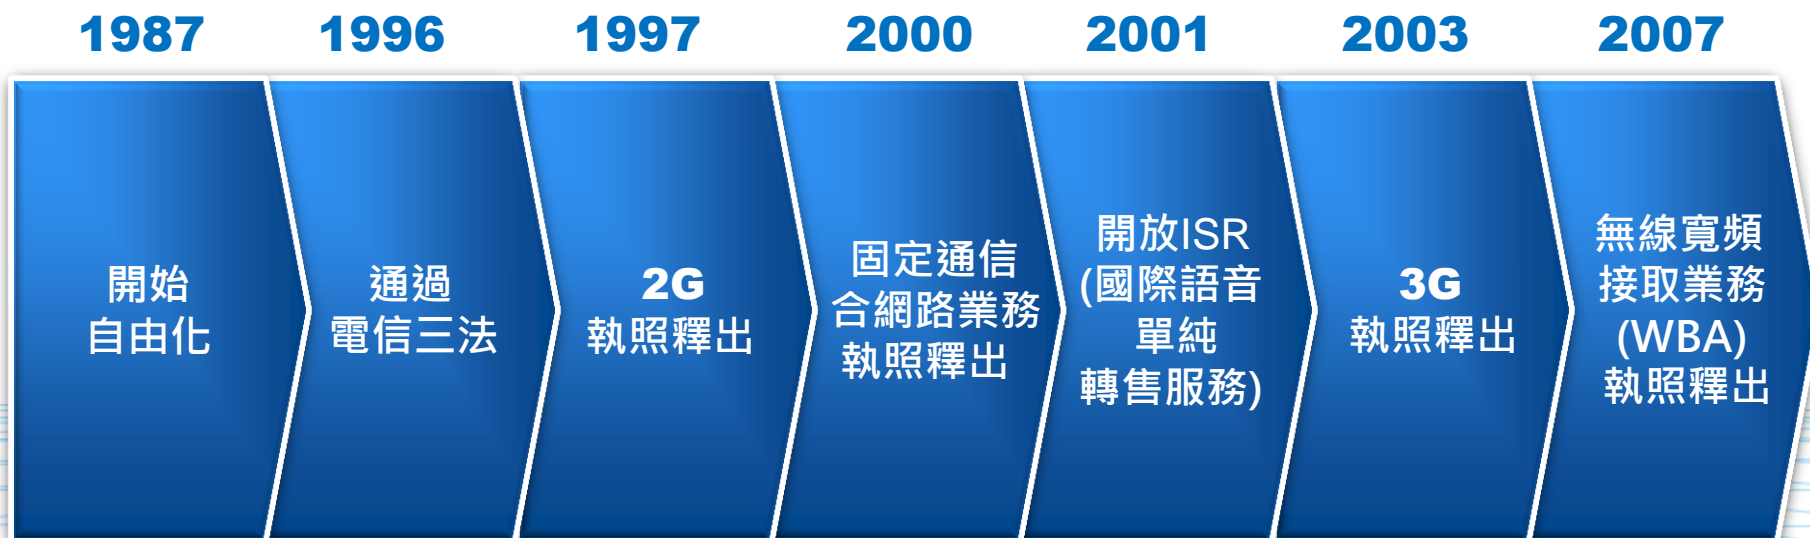 1987
1996
1997
2000
2001
2003
2007
開始
自由化
通過
電信三法
2G
執照釋出
固定通信
合網路業務
執照釋出
開放ISR
(國際語音
單純
轉售服務)
3G
執照釋出
無線寬頻
接取業務
(WBA)
執照釋出